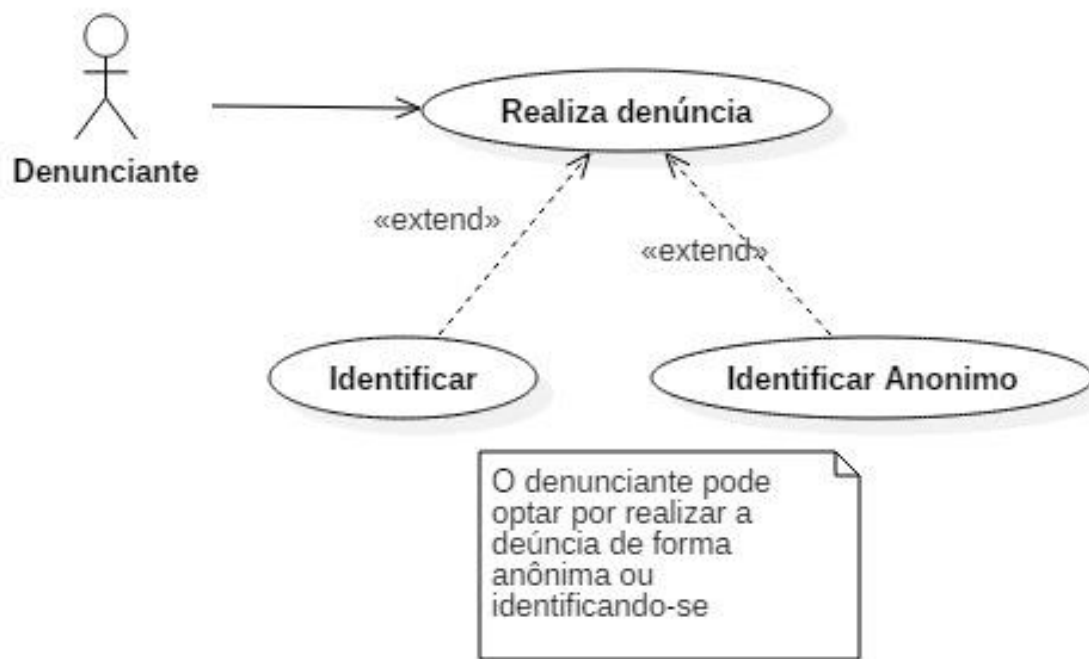 Realiza denúncia
Denunciante
«extend»
«extend»
Identificar
Identificar Anonimo
O denunciante pode
optar por realizar a
deúncia de forma
anônima ou
identificando-se